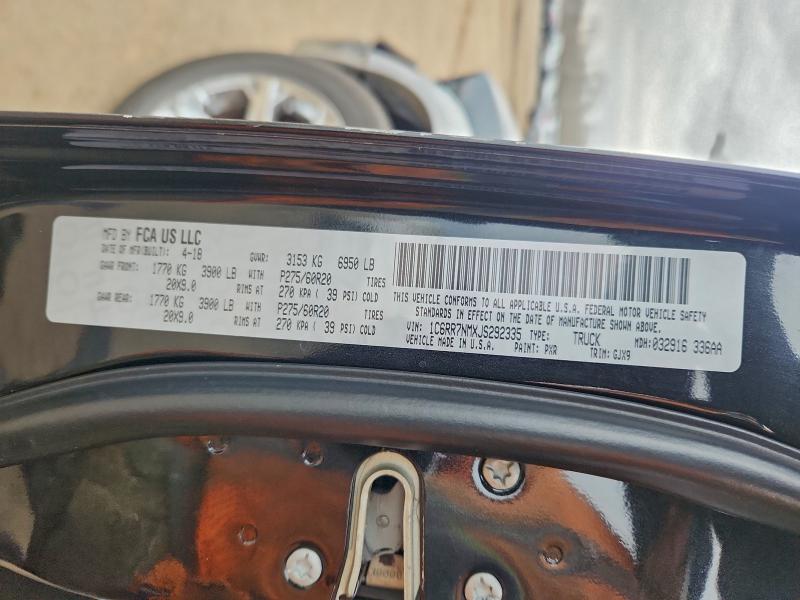 MFD BY FCA US LLC
DATE OF MFR(BUILT): 4-18 GVWR: 3153 KG 6950 LB
GAWR FRONT: 1770 KG 3900 LB WITH P275/60R20 TIRES
20X9.0 RIMS AT 270 KPA ( 39 PSI) COLD
GAWR REAR: 1770 KG 3900 LB WITH P275/60R20 TIRES
20X9.0 RIMS AT 270 KPA ( 39 PSI) COLD
THIS VEHICLE CONFORMS TO ALL APPLICABLE U.S.A. FEDERAL MOTOR VEHICLE SAFETY
STANDARDS IN EFFECT ON THE DATE OF MANUFACTURE SHOWN ABOVE.
VIN: 1C6RR7NMXJS292335 TYPE: TRUCK MDH:032916 336AA
VEHICLE MADE IN U.S.A. PAINT: PXR TRIM: GJX9